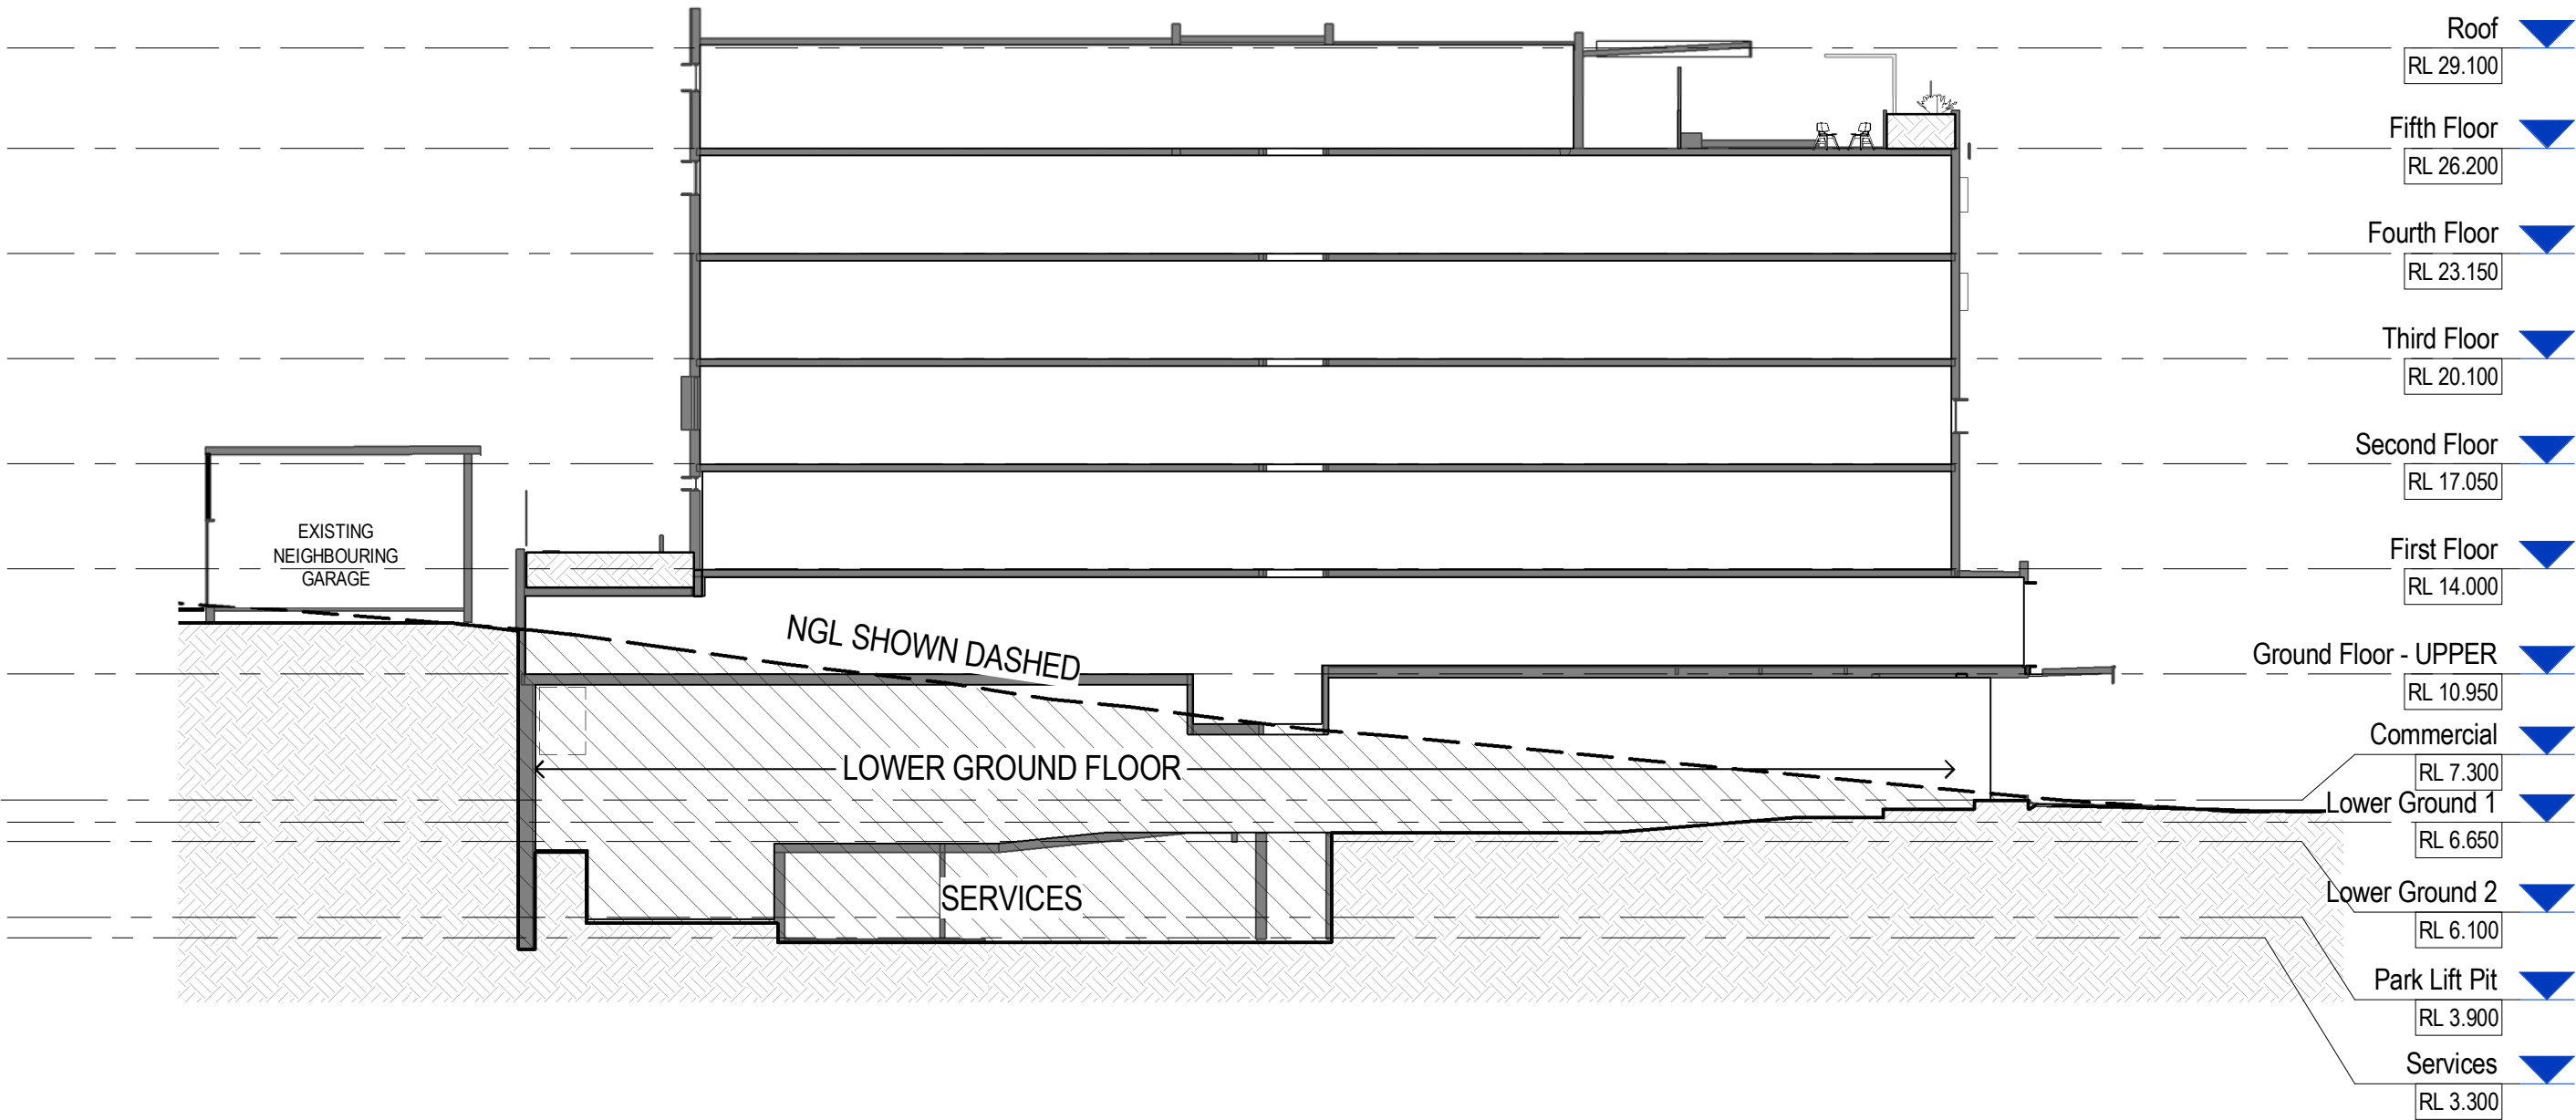 Roof
RL 29.100
Fifth Floor
RL 26.200
Fourth Floor
RL 23.150
Third Floor
RL 20.100
Second Floor
RL 17.050
EXISTING
NEIGHBOURING
GARAGE
First Floor
RL 14.000
NGL SHOWN DASHED
Ground Floor - UPPER
RL 10.950
Commercial
RL 7.300
LOWER GROUND FLOOR
Lower Ground 1
RL 6.650
SERVICES
Lower Ground 2
RL 6.100
Park Lift Pit
RL 3.900
Services
RL 3.300